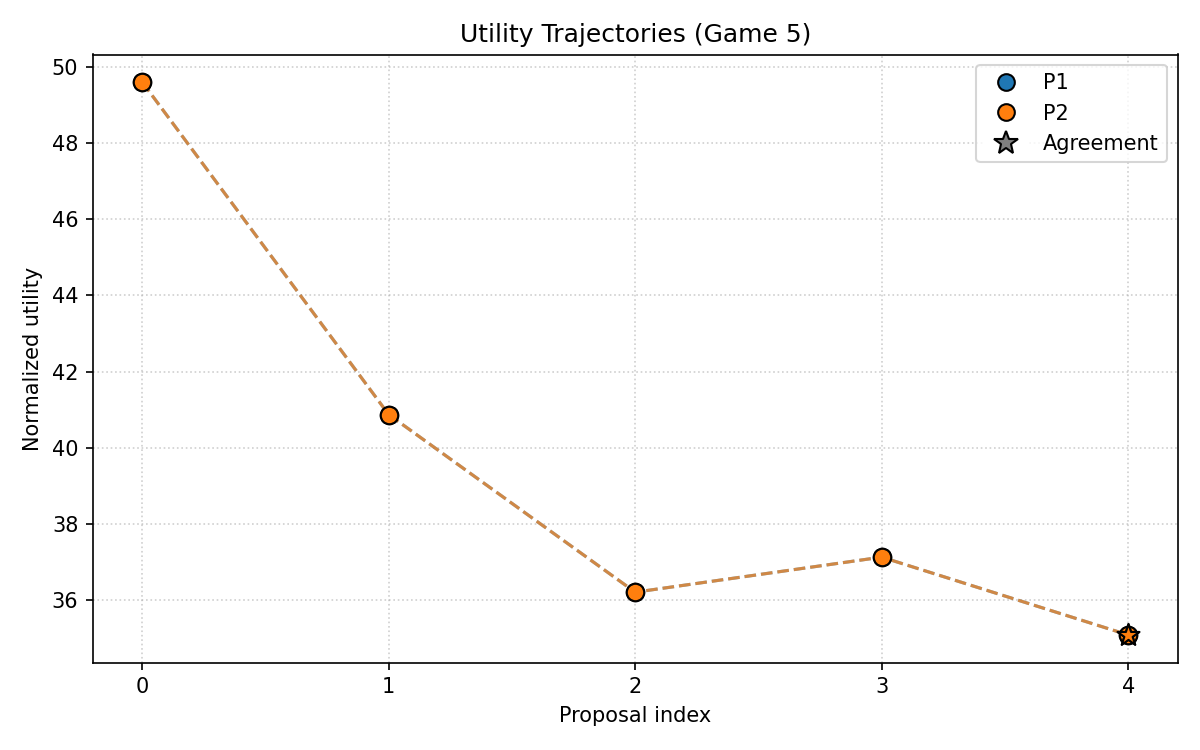 Utility Trajectories (Game 5)
P1
P2
Agreement
Normalized utility
50
48
46
44
42
40
38
36
0 1 2 3 4
Proposal index